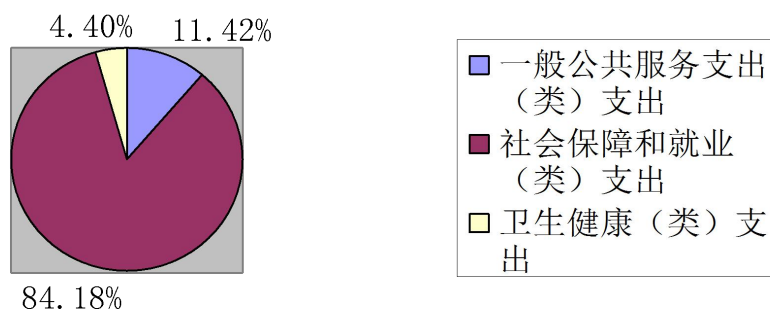 4.40%
11.42%
84.18%
一般公共服务支出
（类）支出
社会保障和就业
（类）支出
卫生健康（类）支
出